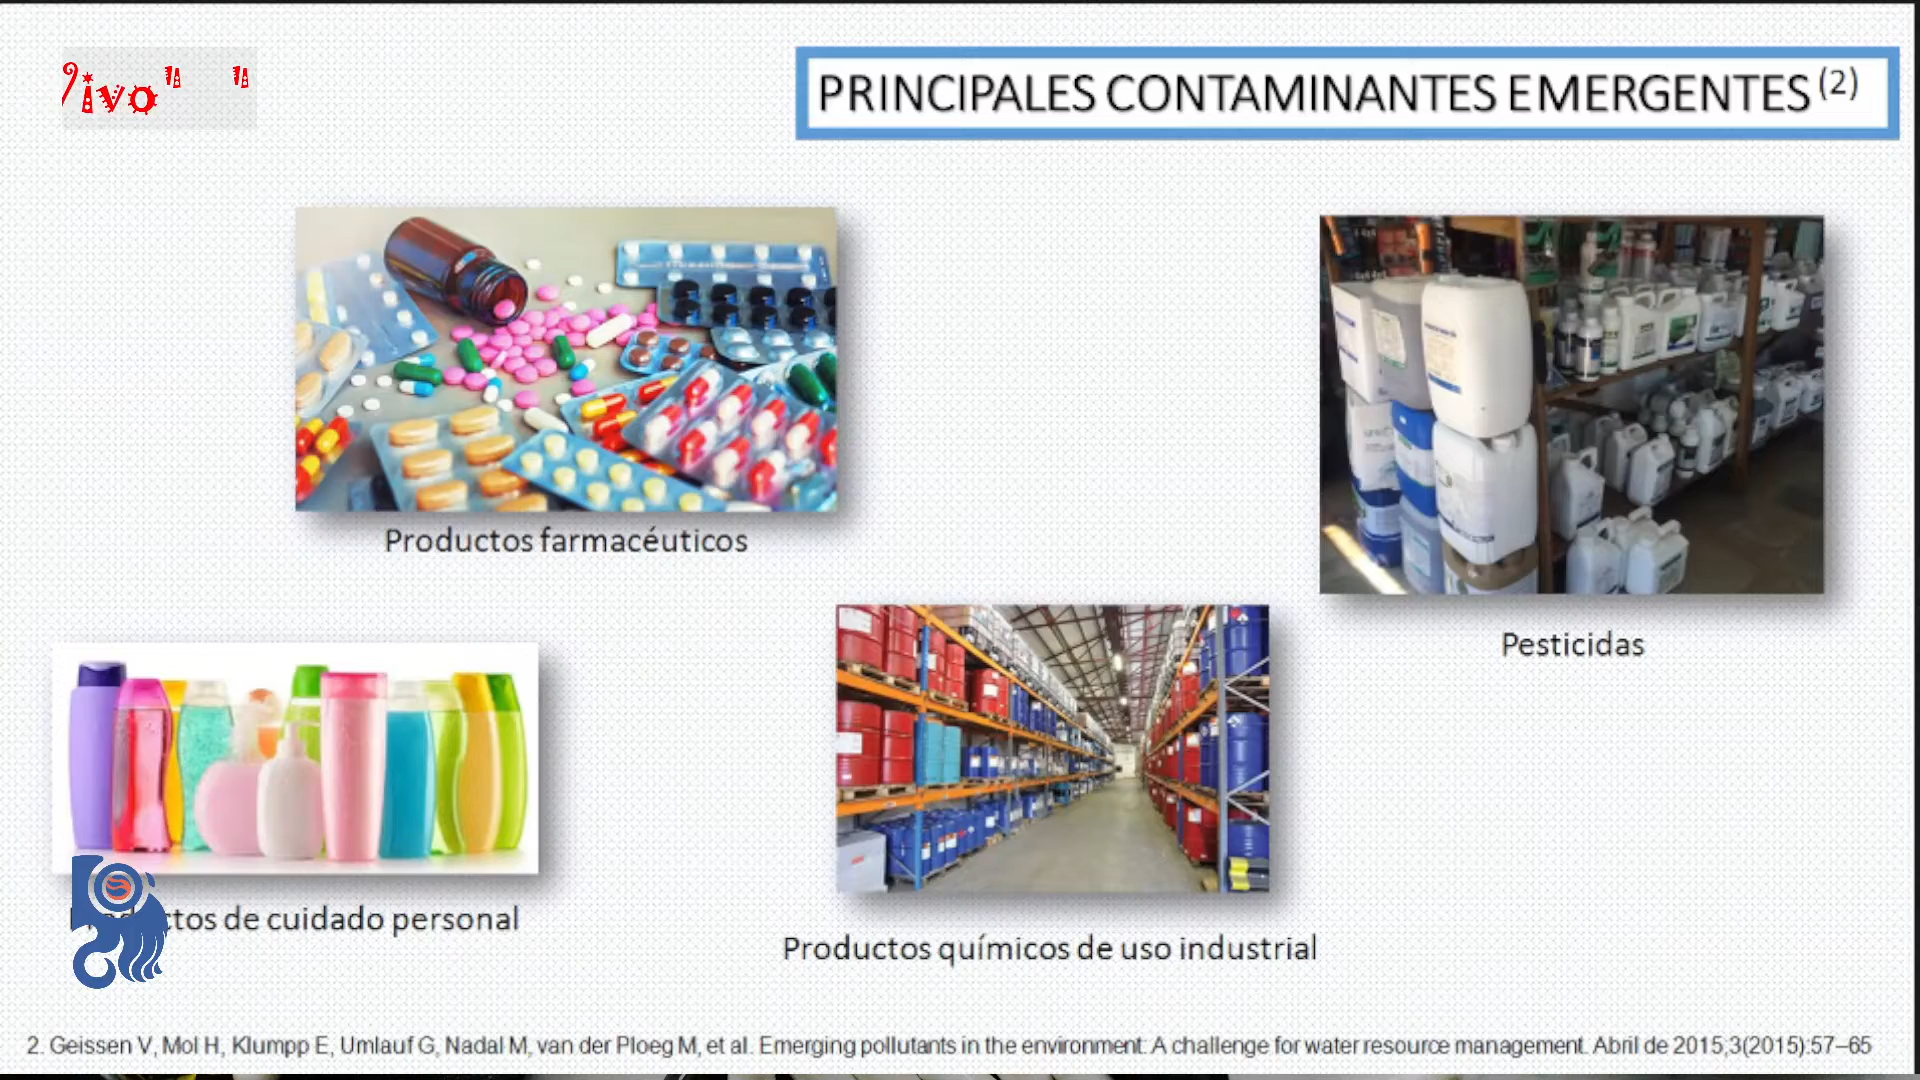 Vivo" "
PRINCIPALES CONTAMINANTES EMERGENTES (2)
Productos farmacéuticos
Pesticidas
ctos de cuidado personal
Productos químicos de uso industrial
2. Geissen V, Mol H, Klumpp E, Umlauf G, Nadal M, van der Ploeg M, et al. Emerging pollutants in the environment: A challenge for water resource management. Abril de 2015;3(2015):57–65